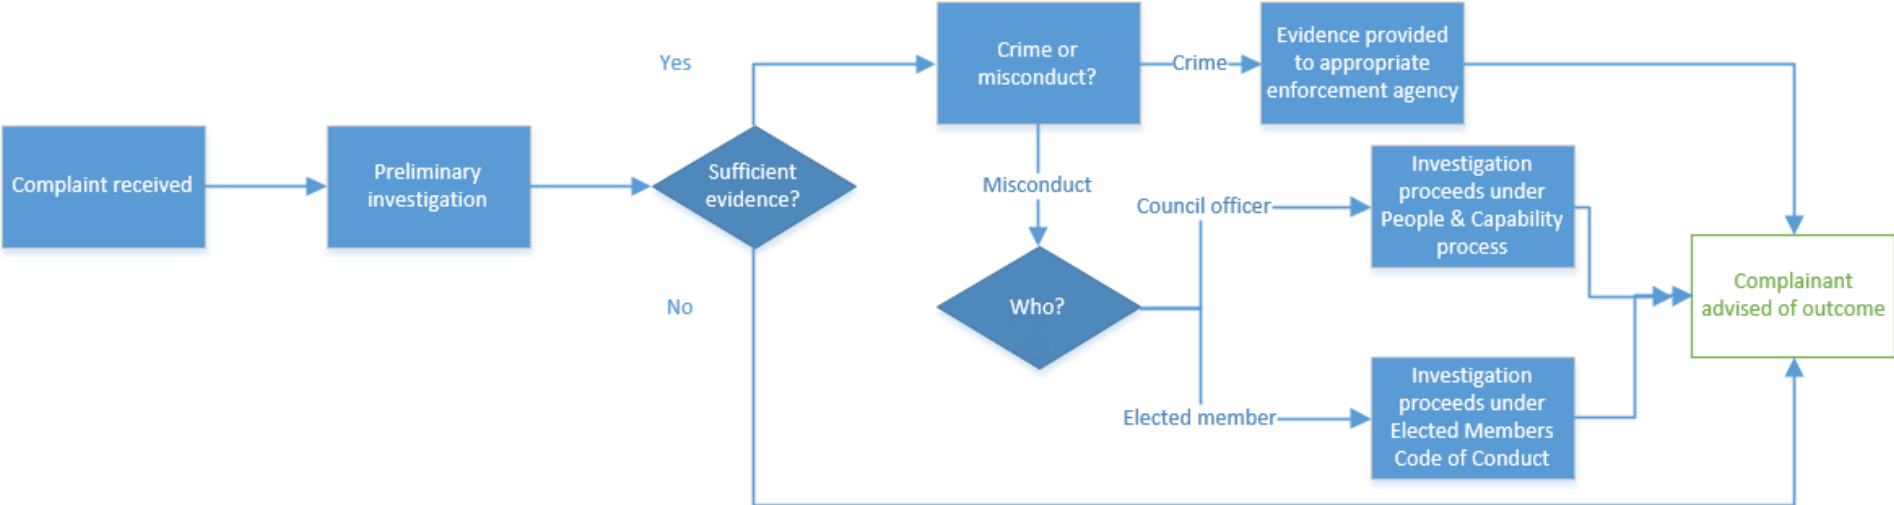 Complaint received
Preliminary
investigation
Sufficient
evidence?
Yes
No
Crime or
misconduct?
Crime
Evidence provided
to appropriate
enforcement agency
Misconduct
Who?
Council officer
Investigation
proceeds under
People & Capability
process
Elected member
Investigation
proceeds under
Elected Members
Code of Conduct
Complainant
advised of outcome